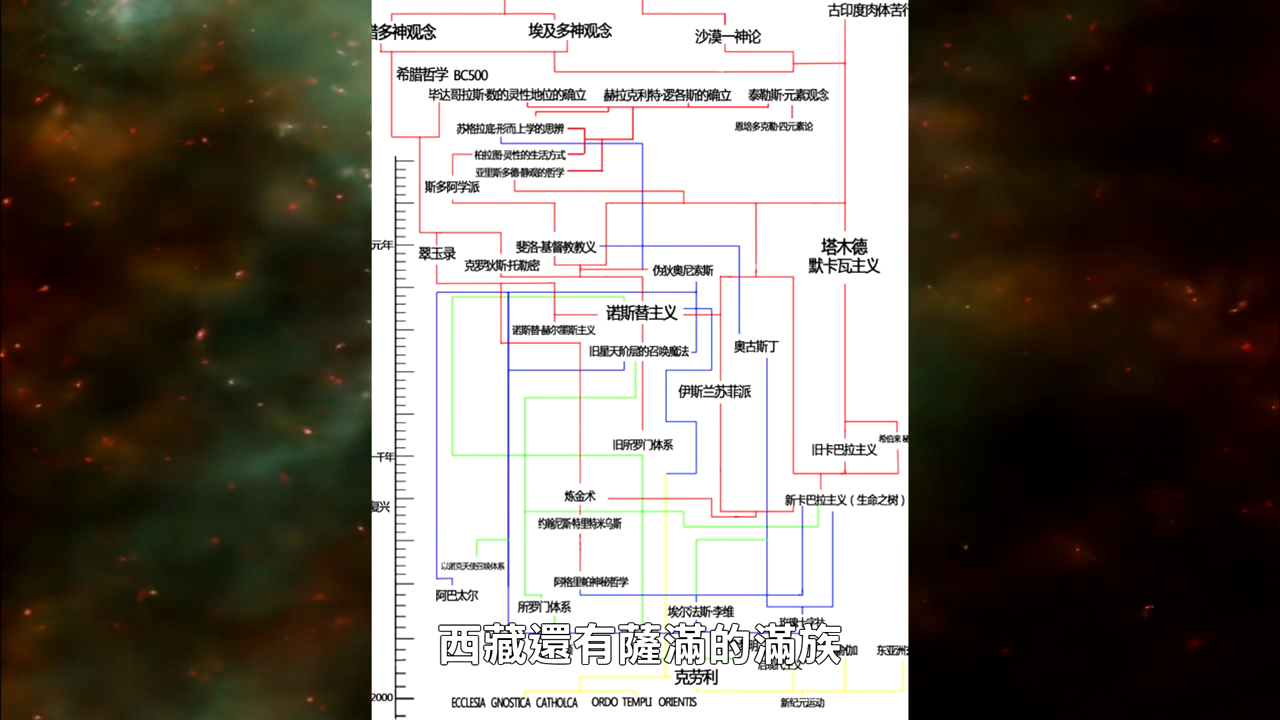 古印度肉体苦行
腊多神观念
埃及多神观念
沙漠一神论
希腊哲学 BC500
毕达哥拉斯·数的灵性地位的确立
赫拉克利特·逻各斯的确立
泰勒斯·元素观念
苏格拉底·形而上学的思辨
恩培多克勒·四元素论
柏拉图·灵性的生活方式
亚里斯多德·静观的哲学
斯多阿学派
元年
翠玉录
斐洛·基督教教义
克罗狄斯·托勒密
伪狄奥尼索斯
塔木德
默卡瓦主义
诺斯替主义
诺斯替·赫尔墨斯主义
旧星天阶层的召唤魔法
奥古斯丁
伊斯兰苏菲派
旧所罗门体系
旧卡巴拉主义
希伯来
千年
炼金术
新卡巴拉主义（生命之树）
复兴
约翰尼斯·特里特米乌斯
以诺克天使召唤体系
阿格里帕神秘哲学
阿巴太尔
所罗门体系
埃尔法斯·李维
玫瑰十字社
西藏還有薩滿的滿族
克劳利
2000
ECCLESIA GNOSTICA CATHOLCA
ORDO TEMPLI ORIENTIS
新纪元运动